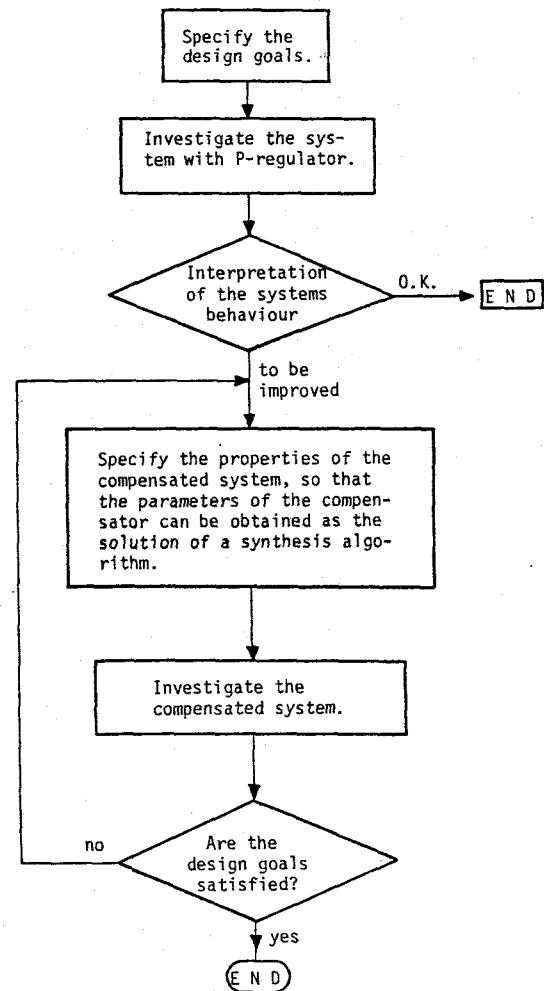 Specify the
design goals.
Investigate the sys-
tem with P-regulator.
Interpretation
of the systems
behaviour
O.K.
E N D
to be
improved
Specify the properties of the
compensated system, so that
the parameters of the compen-
sator can be obtained as the
solution of a synthesis algo-
rithm.
Investigate the
compensated system.
Are the
design goals
satisfied?
no
yes
E N D